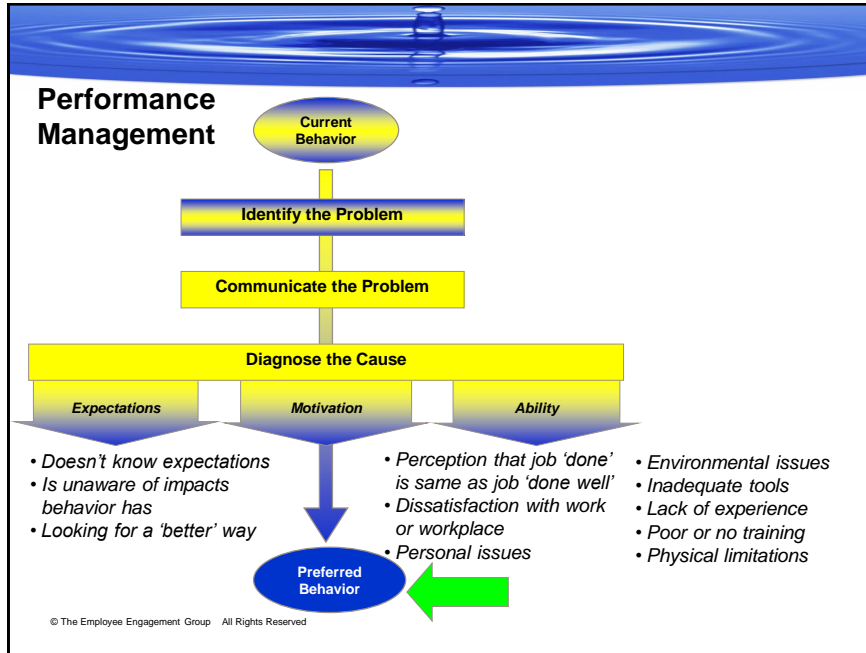 Performance
Management
Current
Behavior
Identify the Problem
Communicate the Problem
Diagnose the Cause
Expectations
Motivation
Ability
• Doesn’t know expectations
• Is unaware of impacts
behavior has
• Looking for a ‘better’ way
• Perception that job ‘done’
is same as job ‘done well’
• Dissatisfaction with work
or workplace
• Personal issues
• Environmental issues
• Inadequate tools
• Lack of experience
• Poor or no training
• Physical limitations
Preferred
Behavior
© The Employee Engagement Group All Rights Reserved